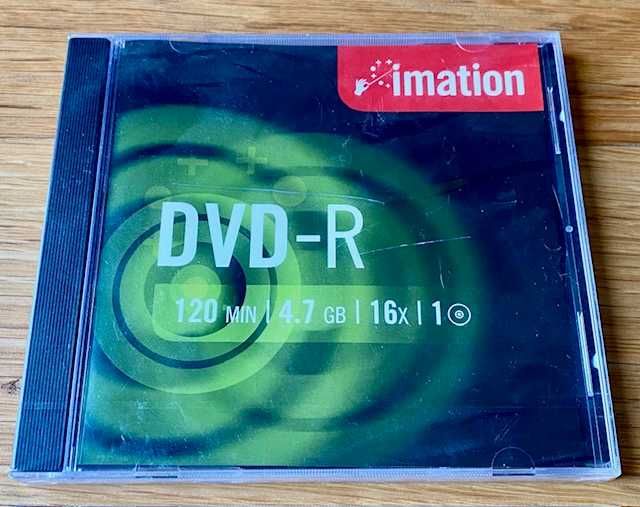 imation
DVD-R
120 MIN | 4.7 GB | 16x | 1